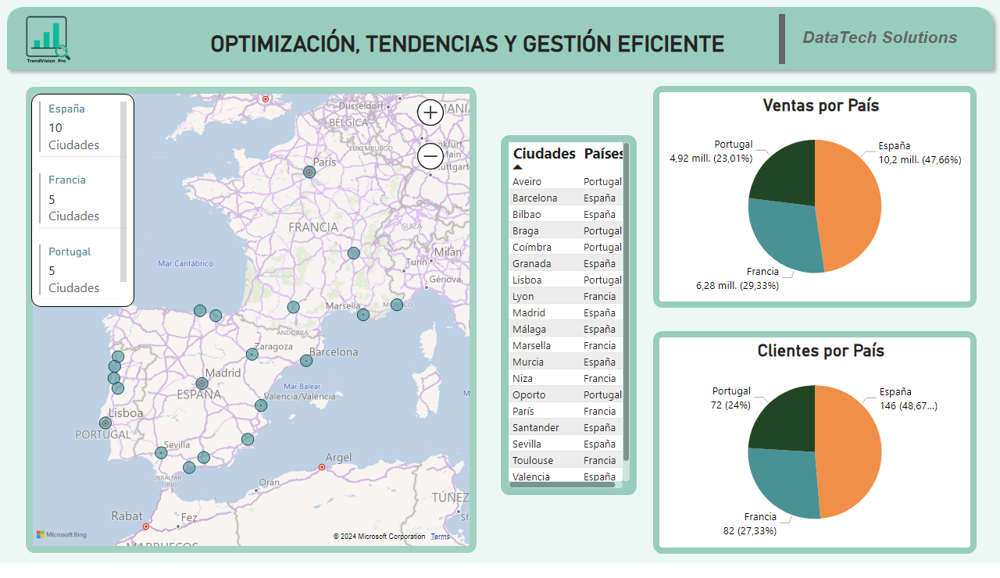 TrendVision Pro
OPTIMIZACIÓN, TENDENCIAS Y GESTIÓN EFICIENTE
DataTech Solutions
España
10
Ciudades
Francia
5
Ciudades
Portugal
5
Ciudades
Düsseldorf
BÉLGICA
LUXEMBURGO
París
FRANCIA
SUIZA
Milán
Turín
Génova
Mar Cantábrico
Marsella
MÓNACO
ANDORRA
Zaragoza
Barcelona
Madrid
Mar Balear
ESPAÑA
Valencia/València
Lisboa
PORTUGAL
Sevilla
GIBRALTAR
(RU)
Argel
Orán
TÚNEZ
Rabat
Fez
MARRUECOS
Microsoft Bing
© 2024 Microsoft Corporation Terms
Ciudades Países
Aveiro Portugal
Barcelona España
Bilbao España
Braga Portugal
Coímbra Portugal
Granada España
Lisboa Portugal
Lyon Francia
Madrid España
Málaga España
Marsella Francia
Murcia España
Niza Francia
Oporto Portugal
París Francia
Santander España
Sevilla España
Toulouse Francia
Valencia España
Ventas por País
Portugal
4,92 mill. (23,01%)
España
10,2 mill. (47,66%)
Francia
6,28 mill. (29,33%)
Clientes por País
Portugal
72 (24%)
España
146 (48,67...)
Francia
82 (27,33%)